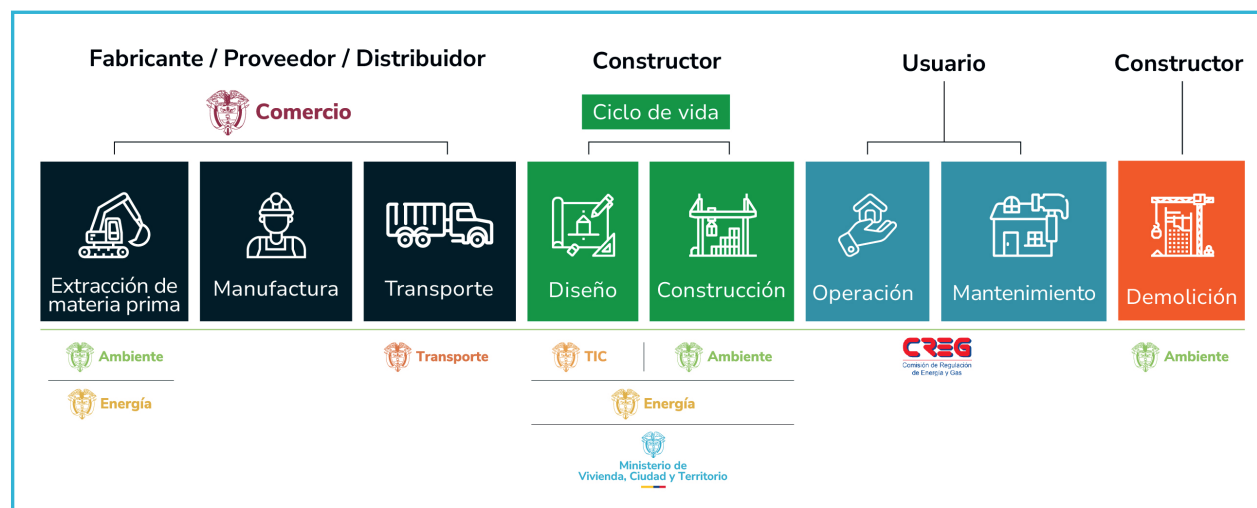 Fabricante / Proveedor / Distribuidor
Comercio
Constructor
Ciclo de vida
Usuario
Constructor
Extracción de
materia prima
Manufactura
Transporte
Diseño
Construcción
Operación
Mantenimiento
Demolición
Ambiente
Transporte
TIC
Ambiente
CREG
Comisión de Regulación
de Energía y Gas
Ambiente
Energía
Energía
Ministerio de
Vivienda, Ciudad y Territorio